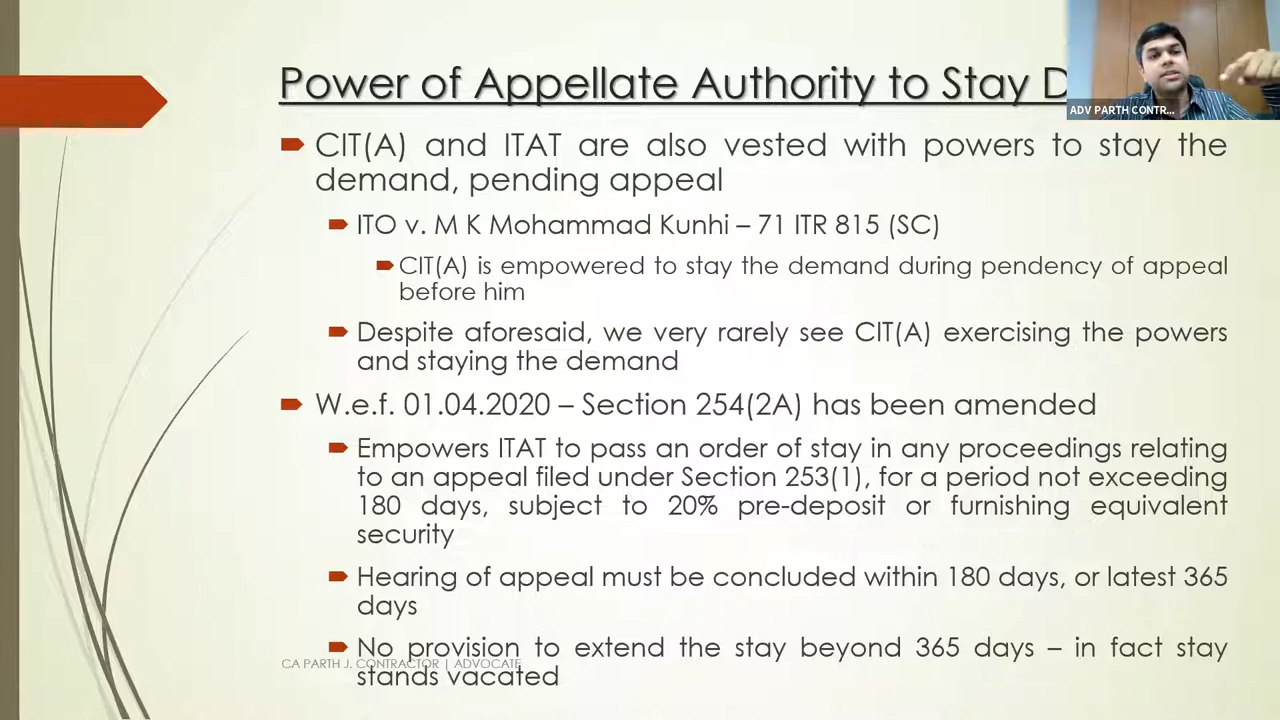 Power of Appellate Authority to Stay D
ADV PARTH CONTR...
CIT(A) and ITAT are also vested with powers to stay the
demand, pending appeal
ITO v. M K Mohammad Kunhi – 71 ITR 815 (SC)
CIT(A) is empowered to stay the demand during pendency of appeal
before him
Despite aforesaid, we very rarely see CIT(A) exercising the powers
and staying the demand
W.e.f. 01.04.2020 – Section 254(2A) has been amended
Empowers ITAT to pass an order of stay in any proceedings relating
to an appeal filed under Section 253(1), for a period not exceeding
180 days, subject to 20% pre-deposit or furnishing equivalent
security
Hearing of appeal must be concluded within 180 days, or latest 365
days
No provision to extend the stay beyond 365 days – in fact stay
CA PARTH J. CONTRACTOR | ADVOCATE
stands vacated